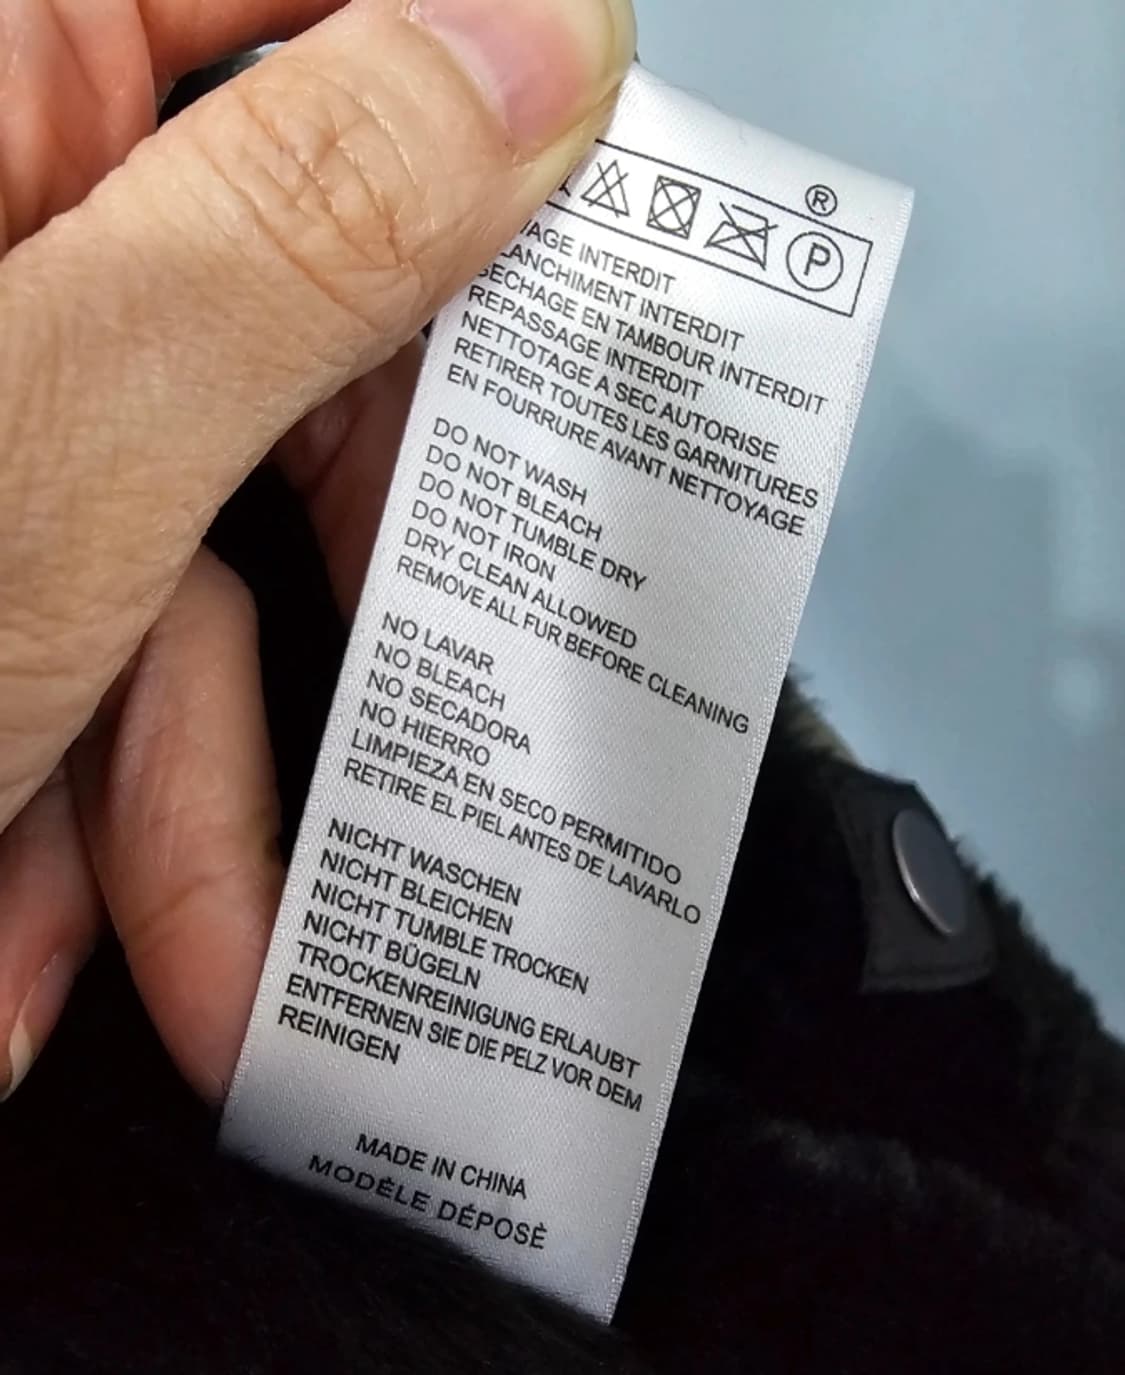 ®
P
INTERDIT
INTERDIT
SECHAGE EN TAMBOUR INTERDIT
REPASSAGE INTERDIT
NETTOTAGE A SEC AUTORISE
RETIRER TOUTES LES GARNITURES
EN FOURRURE AVANT NETTOYAGE
DO NOT WASH
DO NOT BLEACH
DO NOT TUMBLE DRY
DO NOT IRON
DRY CLEAN ALLOWED
REMOVE ALL FUR BEFORE CLEANING
NO LAVAR
NO BLEACH
NO SECADORA
NO HIERRO
LIMPIEZA EN SECO PERMITIDO
RETIRE EL PIEL ANTES DE LAVARLO
NICHT WASCHEN
NICHT BLEICHEN
NICHT TUMBLE TROCKEN
NICHT BÜGELN
TROCKENREINIGUNG ERLAUBT
ENTFERNEN SIE DIE PELZ VOR DEM
REINIGEN
MADE IN CHINA
MODÈLE DÉPOSÈ